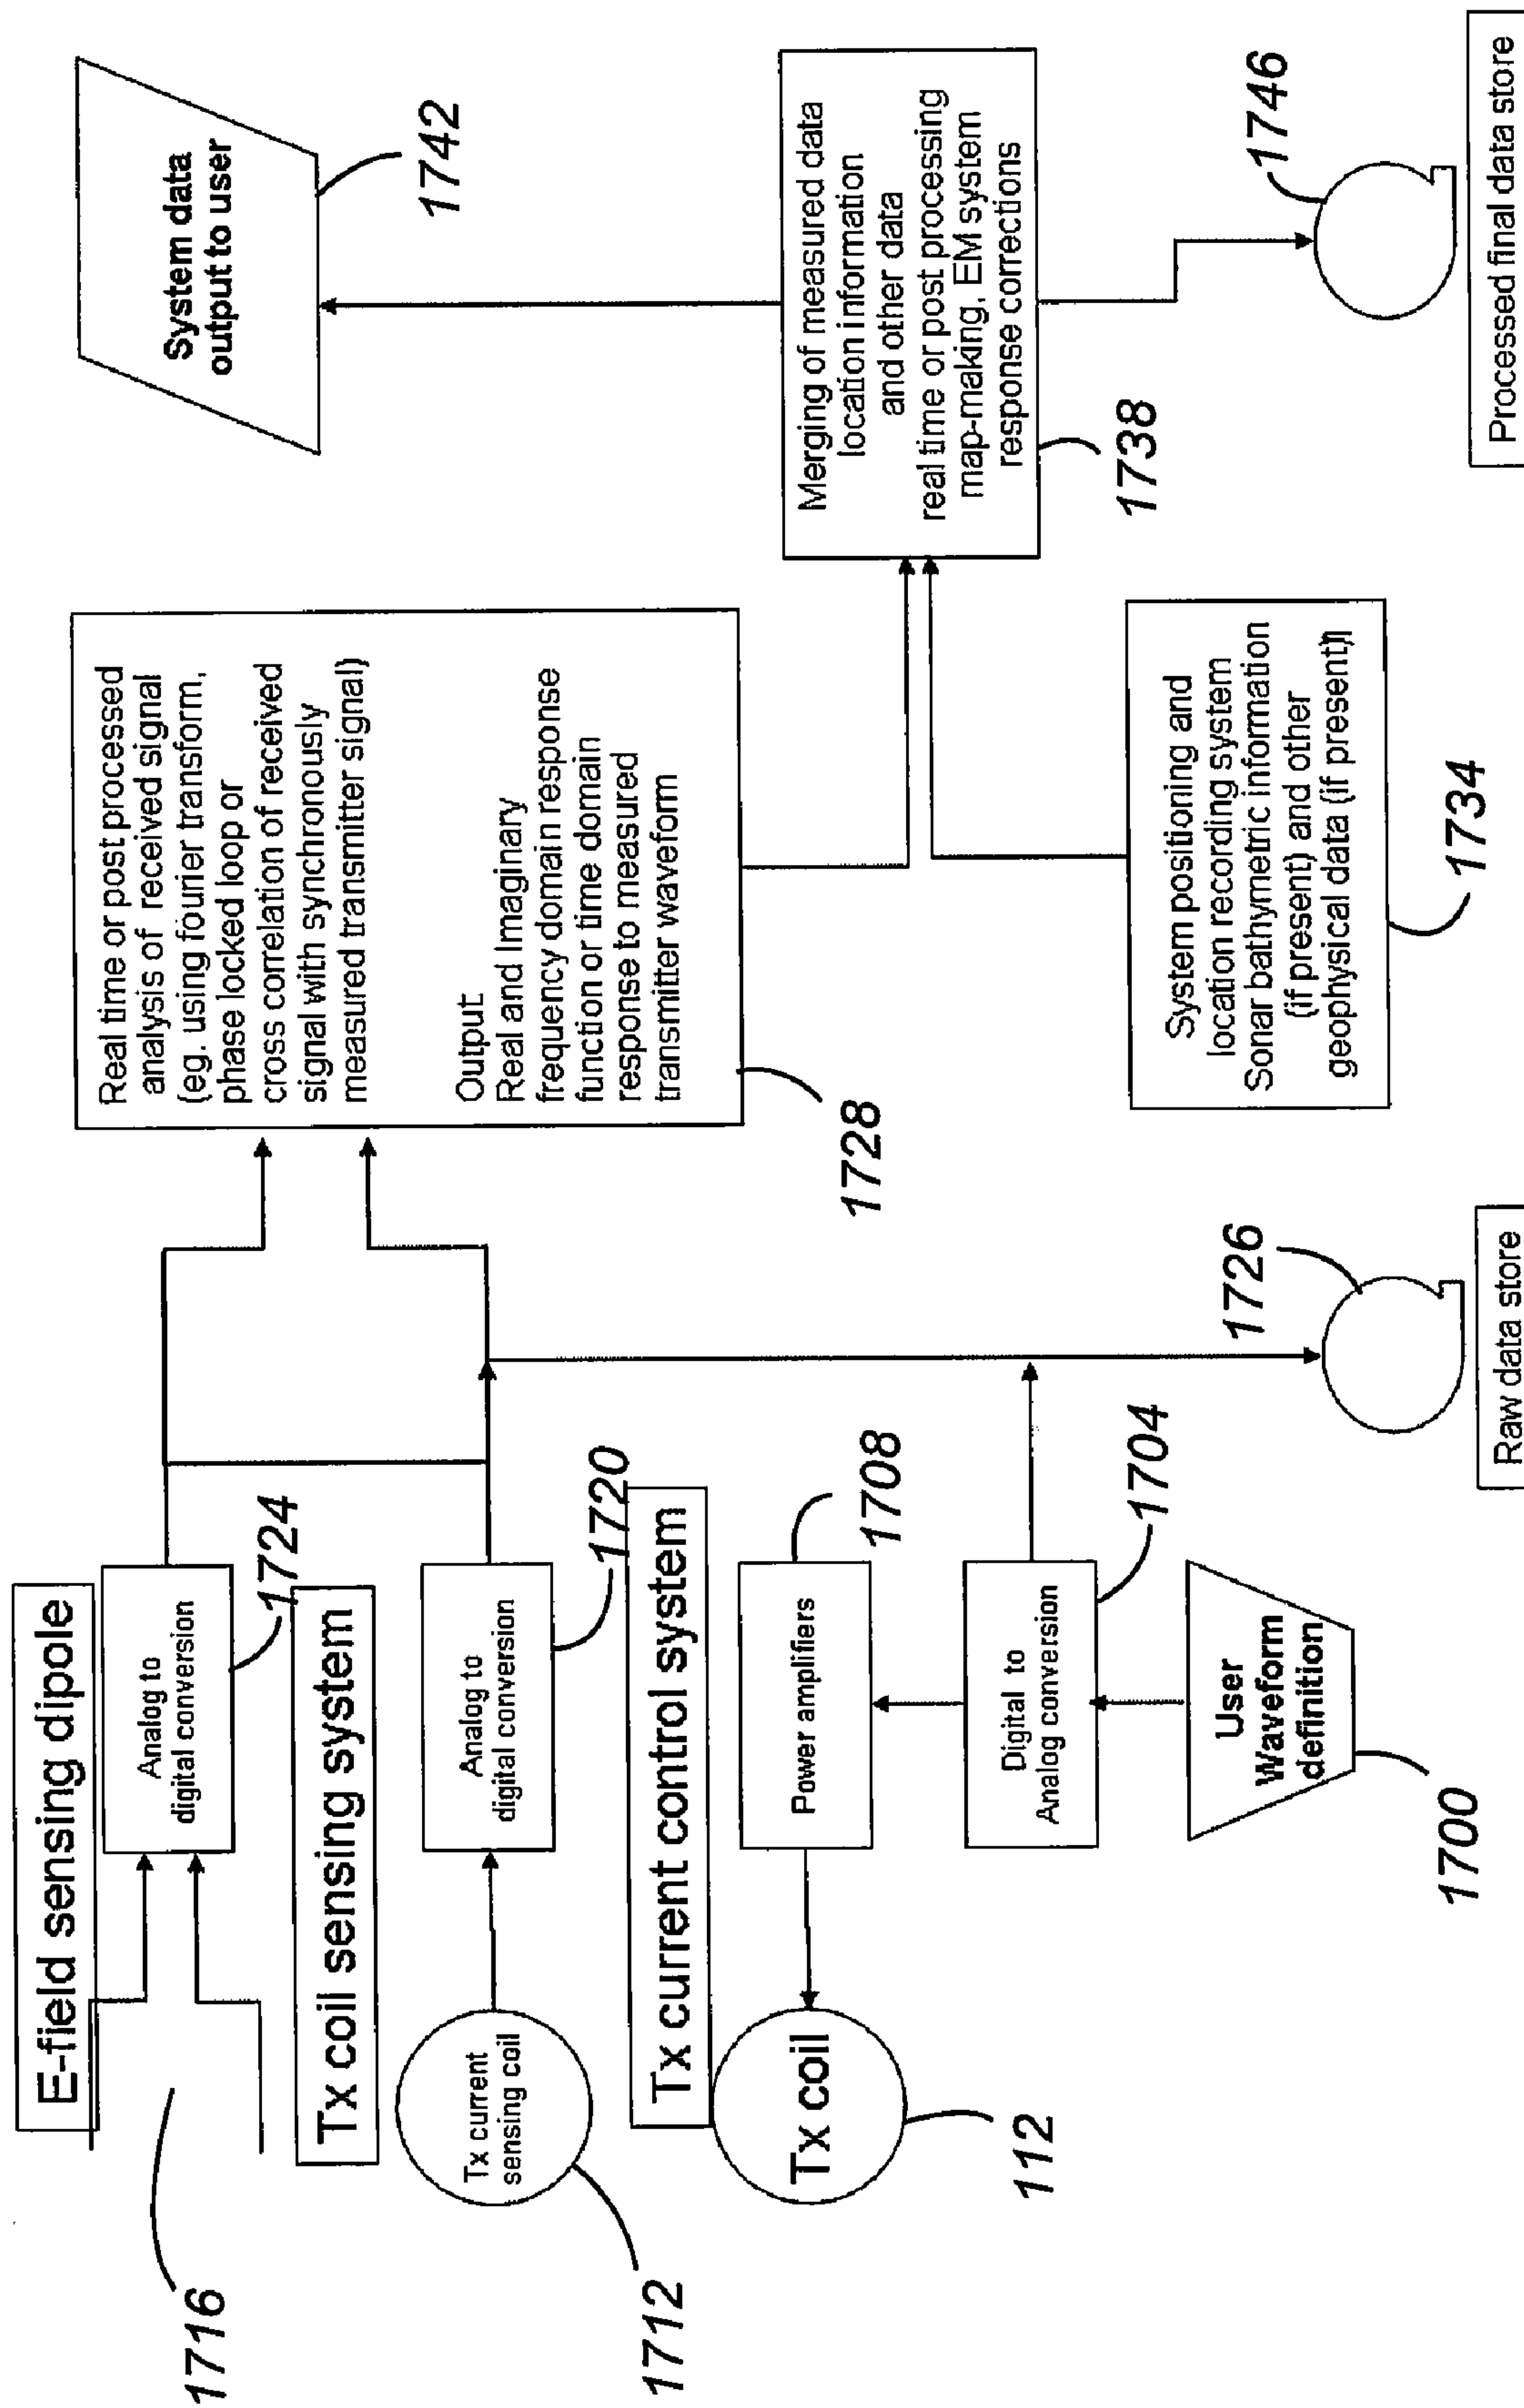 E-field sensing dipole
Analog to
digital conversion
1724
1716
Tx coil sensing system
Tx current
sensing coil
1712
Analog to
digital conversion
1720
Tx current control system
Tx coil
112
Power amplifiers
1708
Digital to
Analog conversion
1704
User
Waveform
definition
1700
1726
Raw data store
Real time or post processed
analysis of received signal
(eg. using fourier transform,
phase locked loop or
cross correlation of received
signal with synchronously
measured transmitter signal)
Output
Real and Imaginary
frequency domain response
function or time domain
response to measured
transmitter waveform
1728
System positioning and
location recording system
Sonar bathymetric information
(if present) and other
geophysical data (if present))
1734
System data
output to user
1742
Merging of measured data
location information
and other data
real time or post processing
map-making, EM system
response corrections
1738
1746
Processed final data store